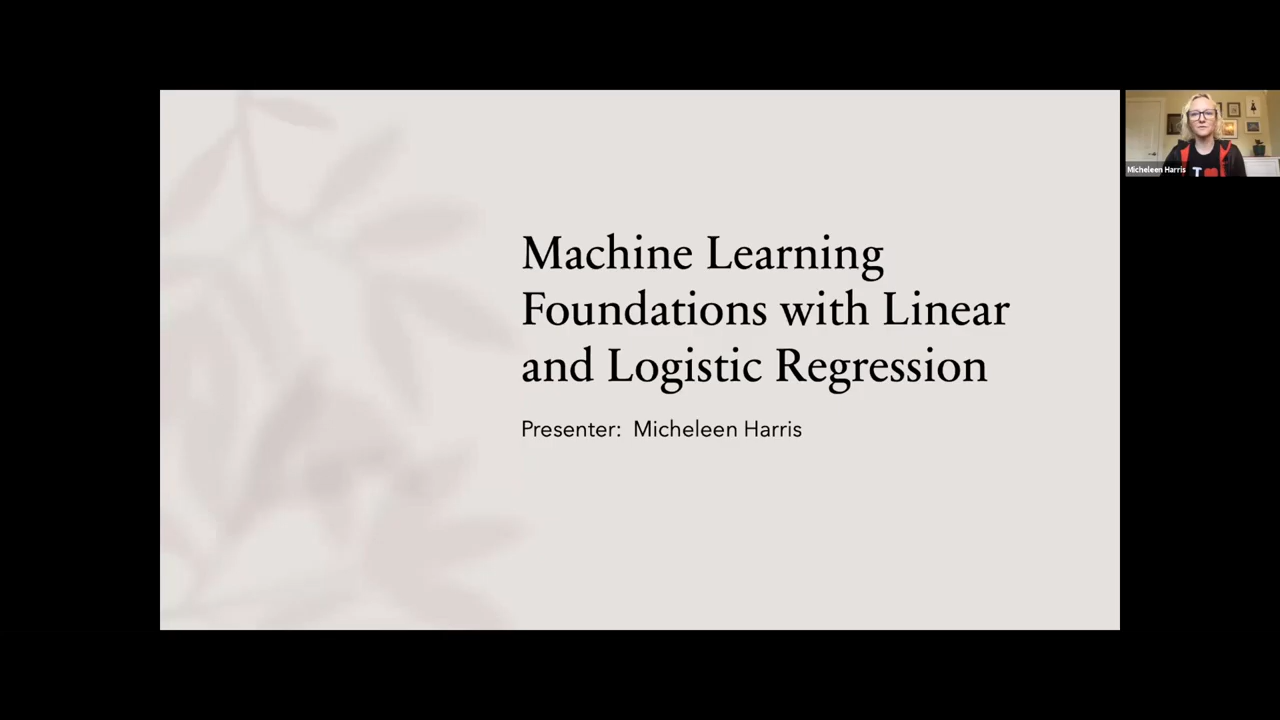 Machine Learning
Foundations with Linear
and Logistic Regression
Presenter: Micheleen Harris
Micheleen Harris
I